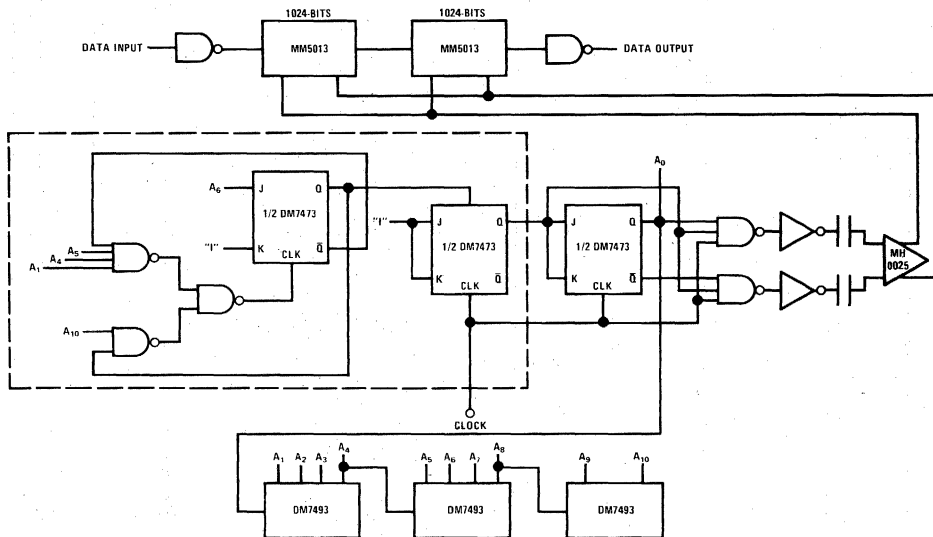 1024-BITS 1024-BITS
DATA INPUT MM5013 MM5013 DATA OUTPUT
A0
A6 J Q
1/2 DM7473
"1" K Q̅
CLK
"1" J Q
1/2 DM7473
K Q̅
CLK
J Q
1/2 DM7473
K Q̅
CLK
MH
0025
A5
A4
A1
A10
CLOCK
A1 A2 A3 A4 A5 A6 A7 A8 A9 A10
DM7493 DM7493 DM7493